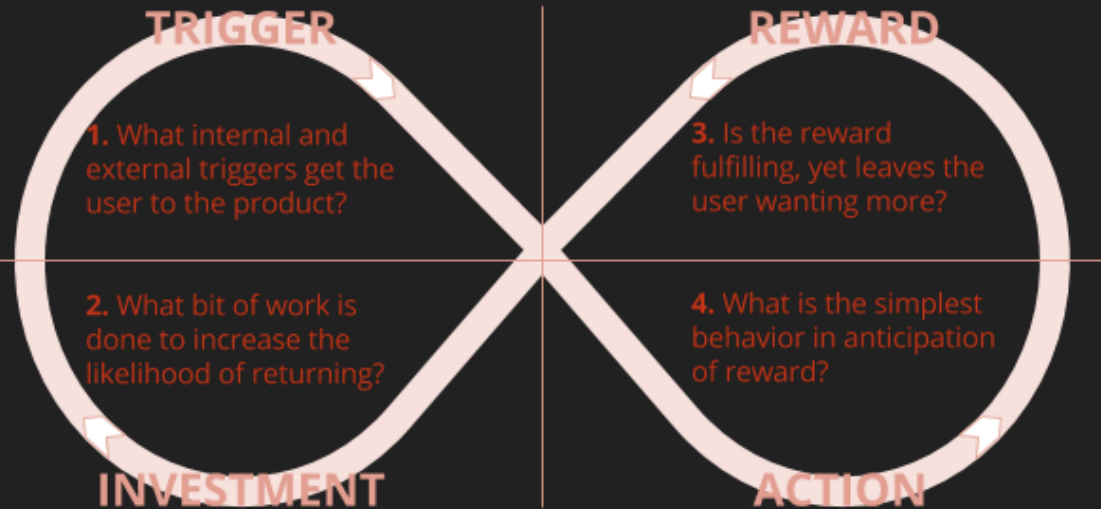 TRIGGER
1. What internal and
external triggers get the
user to the product?
2. What bit of work is
done to increase the
likelihood of returning?
INVESTMENT
REWARD
3. Is the reward
fulfilling, yet leaves the
user wanting more?
4. What is the simplest
behavior in anticipation
of reward?
ACTION